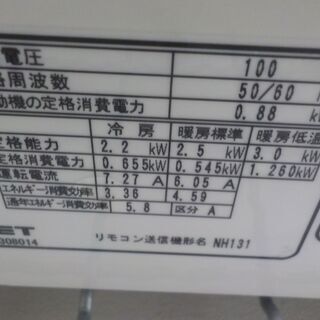 電圧 100
周波数 50/60
動機の定格消費電力 0.88 kW
冷房 暖房標準 暖房低温
定格能力 2.2 kW 2.5 kW 3.0 kW
定格消費電力 0.655kW 0.545kW 1.260kW
運転電流 7.27 A 6.05 A
エネルギー消費効率 3.36 4.59
通年エネルギー消費効率 5.8 区分 A
ET
308014 リモコン送信機形名 NH131